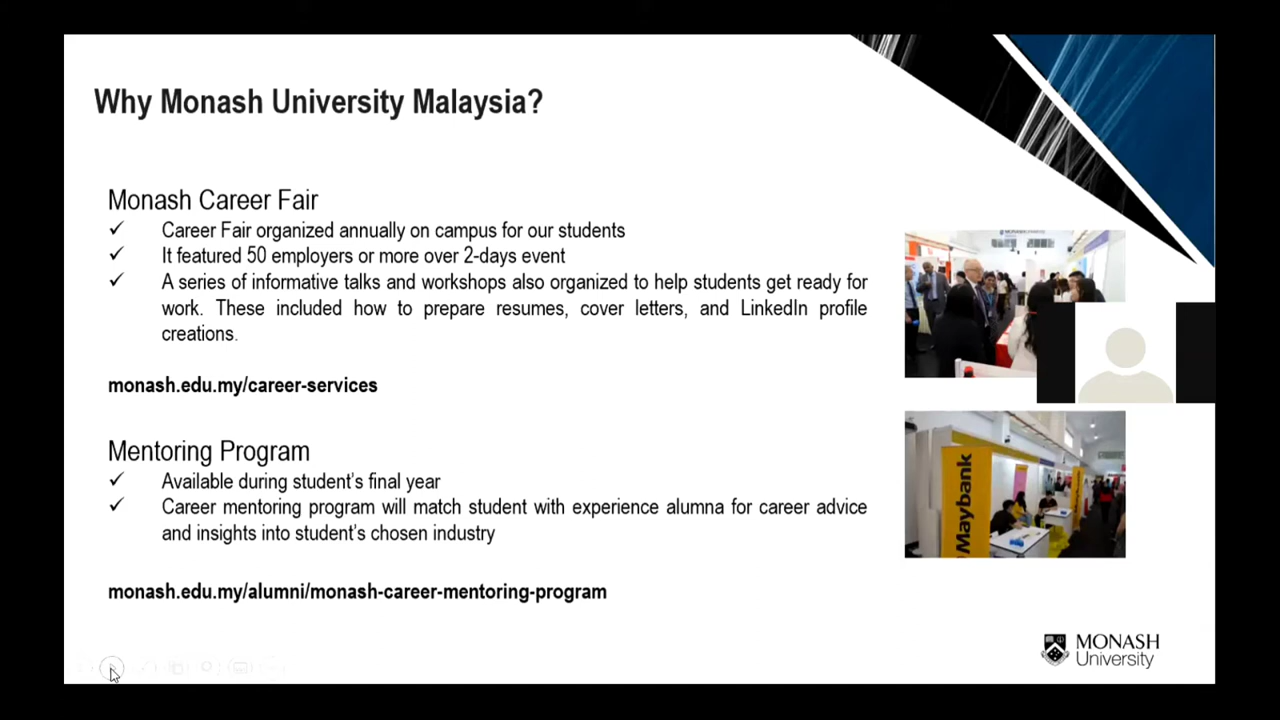 Why Monash University Malaysia?
Monash Career Fair
✓ Career Fair organized annually on campus for our students
✓ It featured 50 employers or more over 2-days event
✓ A series of informative talks and workshops also organized to help students get ready for
work. These included how to prepare resumes, cover letters, and LinkedIn profile
creations.
monash.edu.my/career-services
Mentoring Program
✓ Available during student’s final year
✓ Career mentoring program will match student with experience alumna for career advice
and insights into student’s chosen industry
monash.edu.my/alumni/monash-career-mentoring-program
Maybank
MONASH
University